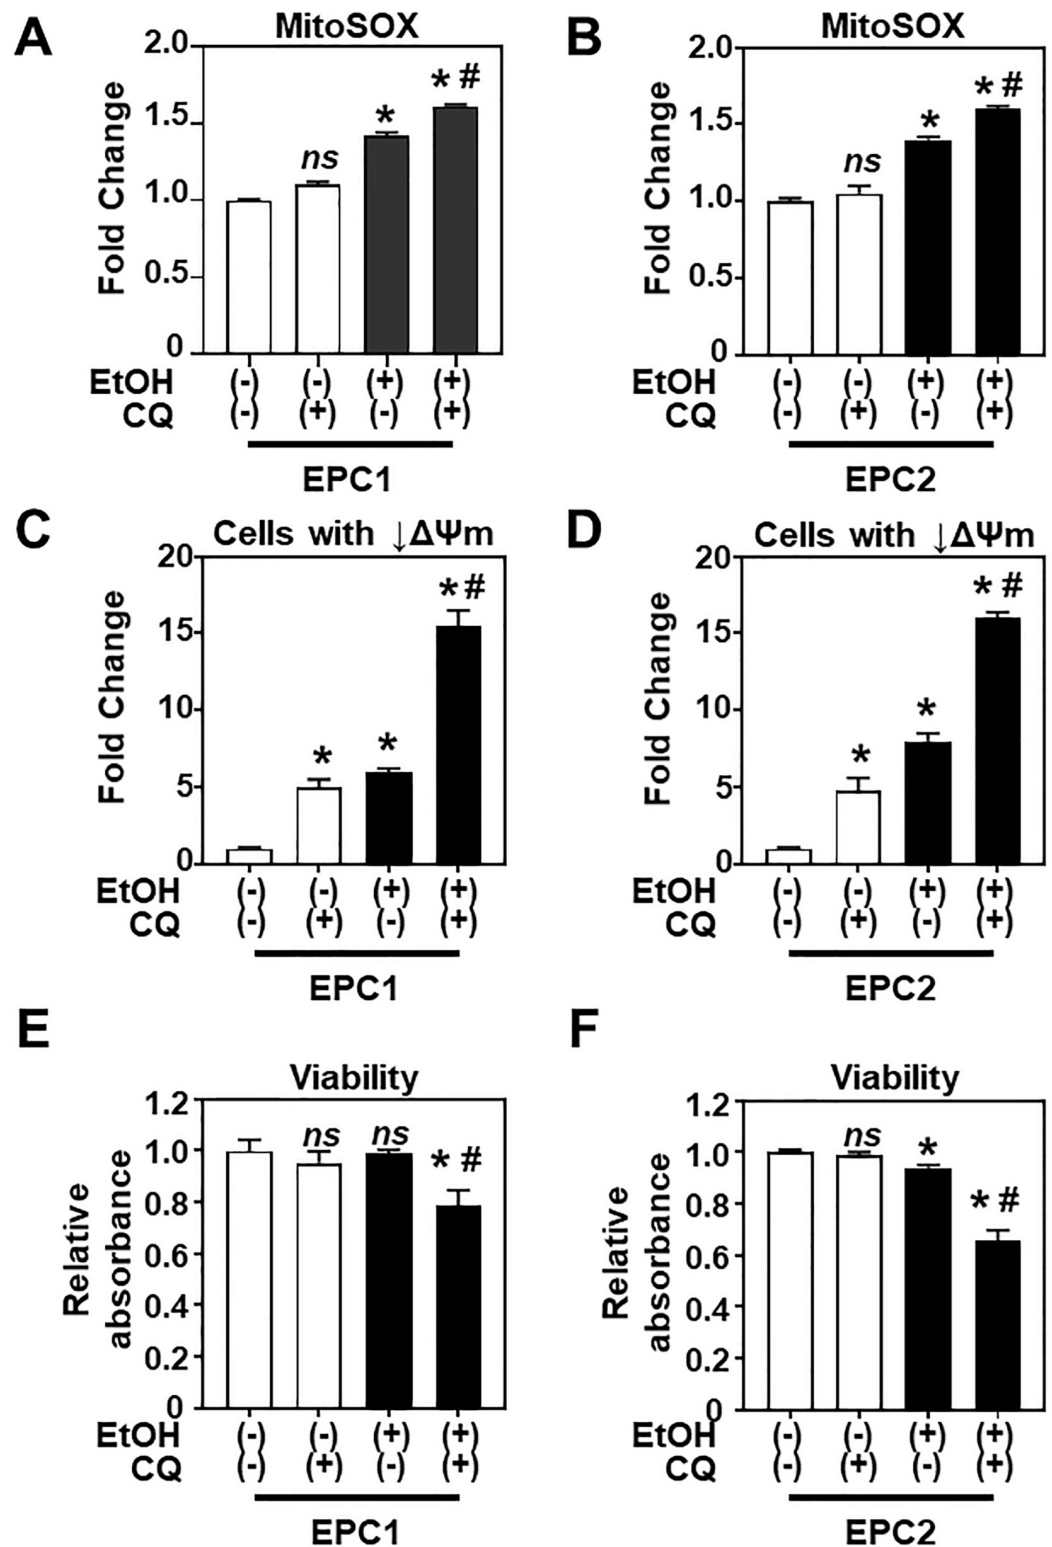 A
MitoSOX
2.0
1.5
1.0
0.5
0
Fold Change
ns
*
* #
EtOH (-) (-) (+) (+)
CQ (-) (+) (-) (+)
EPC1
B
MitoSOX
2.0
1.5
1.0
0.5
0
Fold Change
ns
*
* #
(-) (-) (+) (+)
EtOH
CQ (-) (+) (-) (+)
EPC2
C
Cells with ↓ΔΨm
20
15
10
5
0
Fold Change
*
*
* #
EtOH (-) (-) (+) (+)
CQ (-) (+) (-) (+)
EPC1
D
Cells with ↓ΔΨm
20
15
10
5
0
Fold Change
*
*
* #
EtOH (-) (-) (+) (+)
CQ (-) (+) (-) (+)
EPC2
E
Viability
1.2
1.0
0.8
0.6
0.4
0.2
0
Relative
absorbance
ns
ns
* #
EtOH (-) (-) (+) (+)
CQ (-) (+) (-) (+)
EPC1
F
Viability
1.2
1.0
0.8
0.6
0.4
0.2
0
Relative
absorbance
ns
*
* #
EtOH (-) (-) (+) (+)
CQ (-) (+) (-) (+)
EPC2